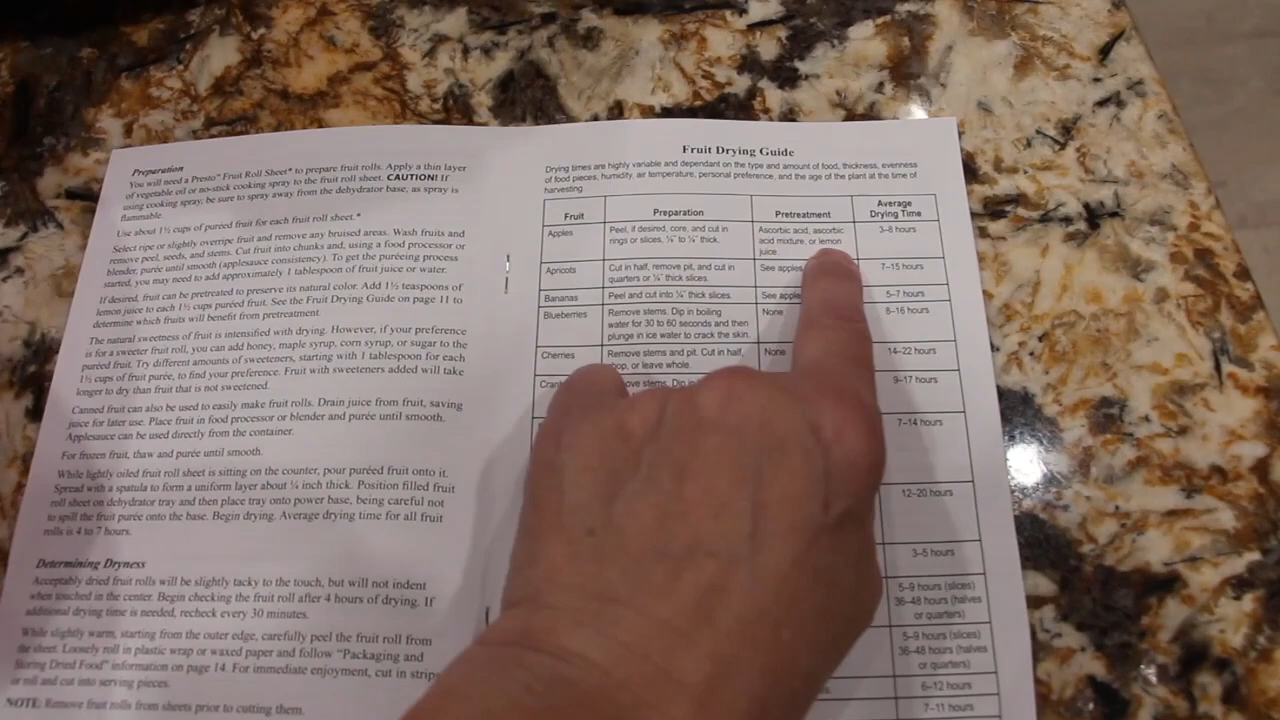 Preparation
You will need a Presto™ Fruit Roll Sheet* to prepare fruit rolls. Apply a thin layer
of vegetable oil or no-stick cooking spray to the fruit roll sheet. CAUTION! If
using cooking spray, be sure to spray away from the dehydrator base, as spray is
flammable.
Use about 1½ cups of puréed fruit for each fruit roll sheet.*
Select ripe or slightly overripe fruit and remove any bruised areas. Wash fruits and
remove peel, seeds, and stems. Cut fruit into chunks and, using a food processor or
blender, purée until smooth (applesauce consistency). To get the puréeing process
started, you may need to add approximately 1 tablespoon of fruit juice or water.
If desired, fruit can be pretreated to preserve its natural color. Add 1½ teaspoons of
lemon juice to each 1½ cups puréed fruit. See the Fruit Drying Guide on page 11 to
determine which fruits will benefit from pretreatment.
The natural sweetness of fruit is intensified with drying. However, if your preference
is for a sweeter fruit roll, you can add honey, maple syrup, corn syrup, or sugar to the
puréed fruit. Try different amounts of sweeteners, starting with 1 tablespoon for each
1½ cups of fruit purée, to find your preference. Fruit with sweeteners added will take
longer to dry than fruit that is not sweetened.
Canned fruit can also be used to easily make fruit rolls. Drain juice from fruit, saving
juice for later use. Place fruit in food processor or blender and purée until smooth.
Applesauce can be used directly from the container.
For frozen fruit, thaw and purée until smooth.
While lightly oiled fruit roll sheet is sitting on the counter, pour puréed fruit onto it.
Spread with a spatula to form a uniform layer about ¼ inch thick. Position filled fruit
roll sheet on dehydrator tray and then place tray onto power base, being careful not
to spill the fruit purée onto the base. Begin drying. Average drying time for all fruit
rolls is 4 to 7 hours.
Determining Dryness
Acceptably dried fruit rolls will be slightly tacky to the touch, but will not indent
when touched in the center. Begin checking the fruit roll after 4 hours of drying. If
additional drying time is needed, recheck every 30 minutes.
While slightly warm, starting from the outer edge, carefully peel the fruit roll from
the sheet. Loosely roll in plastic wrap or waxed paper and follow “Packaging and
Storing Dried Food” information on page 14. For immediate enjoyment, cut in strips
or roll and cut into serving pieces.
NOTE: Remove fruit rolls from sheets prior to cutting them.
Fruit Drying Guide
Drying times are highly variable and dependant on the type and amount of food, thickness, evenness
of food pieces, humidity, air temperature, personal preference, and the age of the plant at the time of
harvesting.
Fruit Preparation Pretreatment Average
Drying Time
Apples Peel, if desired, core, and cut in Ascorbic acid, ascorbic 3–8 hours
rings or slices, ¼" to ⅜" thick. acid mixture, or lemon
juice.
Apricots Cut in half, remove pit, and cut in See apples 7–15 hours
quarters or ¼" thick slices.
Bananas Peel and cut into ¼" thick slices. See apple 5–7 hours
Blueberries Remove stems. Dip in boiling None 8–16 hours
water for 30 to 60 seconds and then
plunge in ice water to crack the skin.
Cherries Remove stems and pit. Cut in half, None 14–22 hours
or leave whole.
stems. Dip in 9–17 hours
7–14 hours
12–20 hours
3–5 hours
5–9 hours (slices)
36–48 hours (halves
or quarters)
5–9 hours (slices)
36–48 hours (halves
or quarters)
6–12 hours
7–11 hours